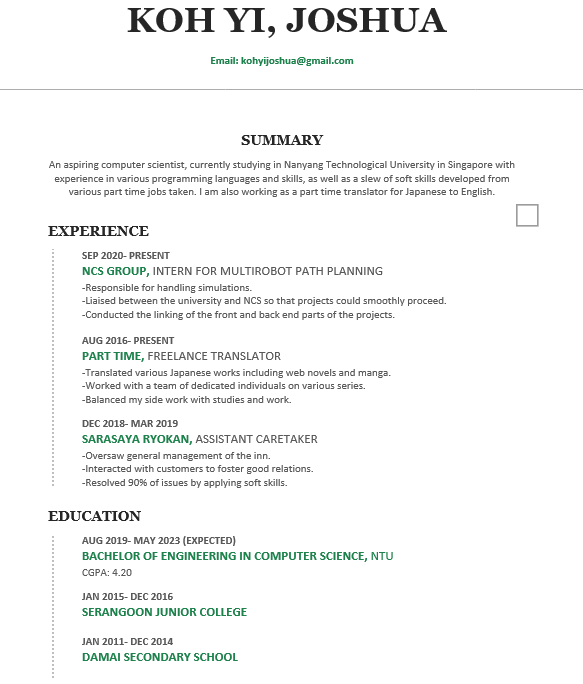 KOH YI, JOSHUA
Email: kohyijoshua@gmail.com
SUMMARY
An aspiring computer scientist, currently studying in Nanyang Technological University in Singapore with
experience in various programming languages and skills, as well as a slew of soft skills developed from
various part time jobs taken. I am also working as a part time translator for Japanese to English.
EXPERIENCE
SEP 2020- PRESENT
NCS GROUP, INTERN FOR MULTIROBOT PATH PLANNING
-Responsible for handling simulations.
-Liaised between the university and NCS so that projects could smoothly proceed.
-Conducted the linking of the front and back end parts of the projects.
AUG 2016- PRESENT
PART TIME, FREELANCE TRANSLATOR
-Translated various Japanese works including web novels and manga.
-Worked with a team of dedicated individuals on various series.
-Balanced my side work with studies and work.
DEC 2018- MAR 2019
SARASAYA RYOKAN, ASSISTANT CARETAKER
-Oversaw general management of the inn.
-Interacted with customers to foster good relations.
-Resolved 90% of issues by applying soft skills.
EDUCATION
AUG 2019- MAY 2023 (EXPECTED)
BACHELOR OF ENGINEERING IN COMPUTER SCIENCE, NTU
CGPA: 4.20
JAN 2015- DEC 2016
SERANGOON JUNIOR COLLEGE
JAN 2011- DEC 2014
DAMAI SECONDARY SCHOOL